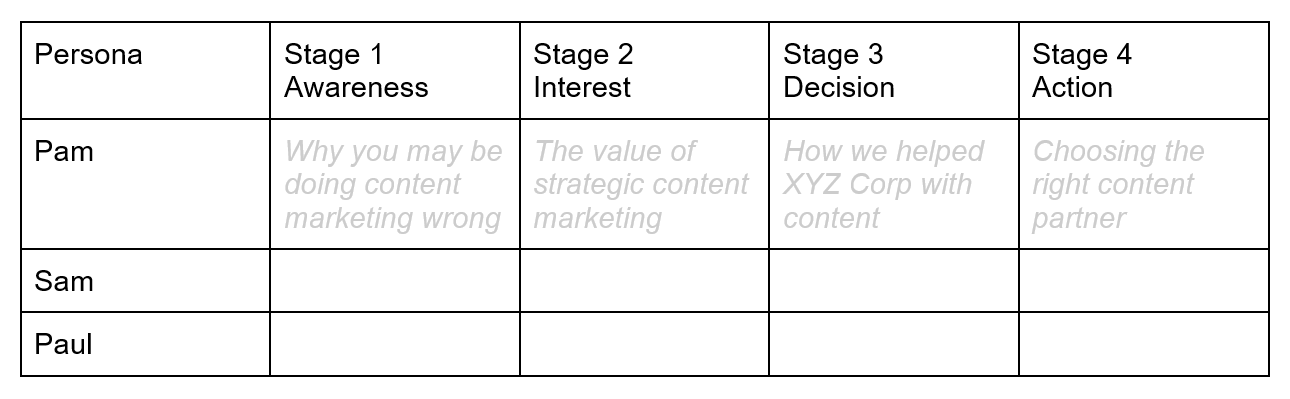 Persona
Stage 1
Awareness
Stage 2
Interest
Stage 3
Decision
Stage 4
Action
Pam
Why you may be
doing content
marketing wrong
The value of
strategic content
marketing
How we helped
XYZ Corp with
content
Choosing the
right content
partner
Sam
Paul